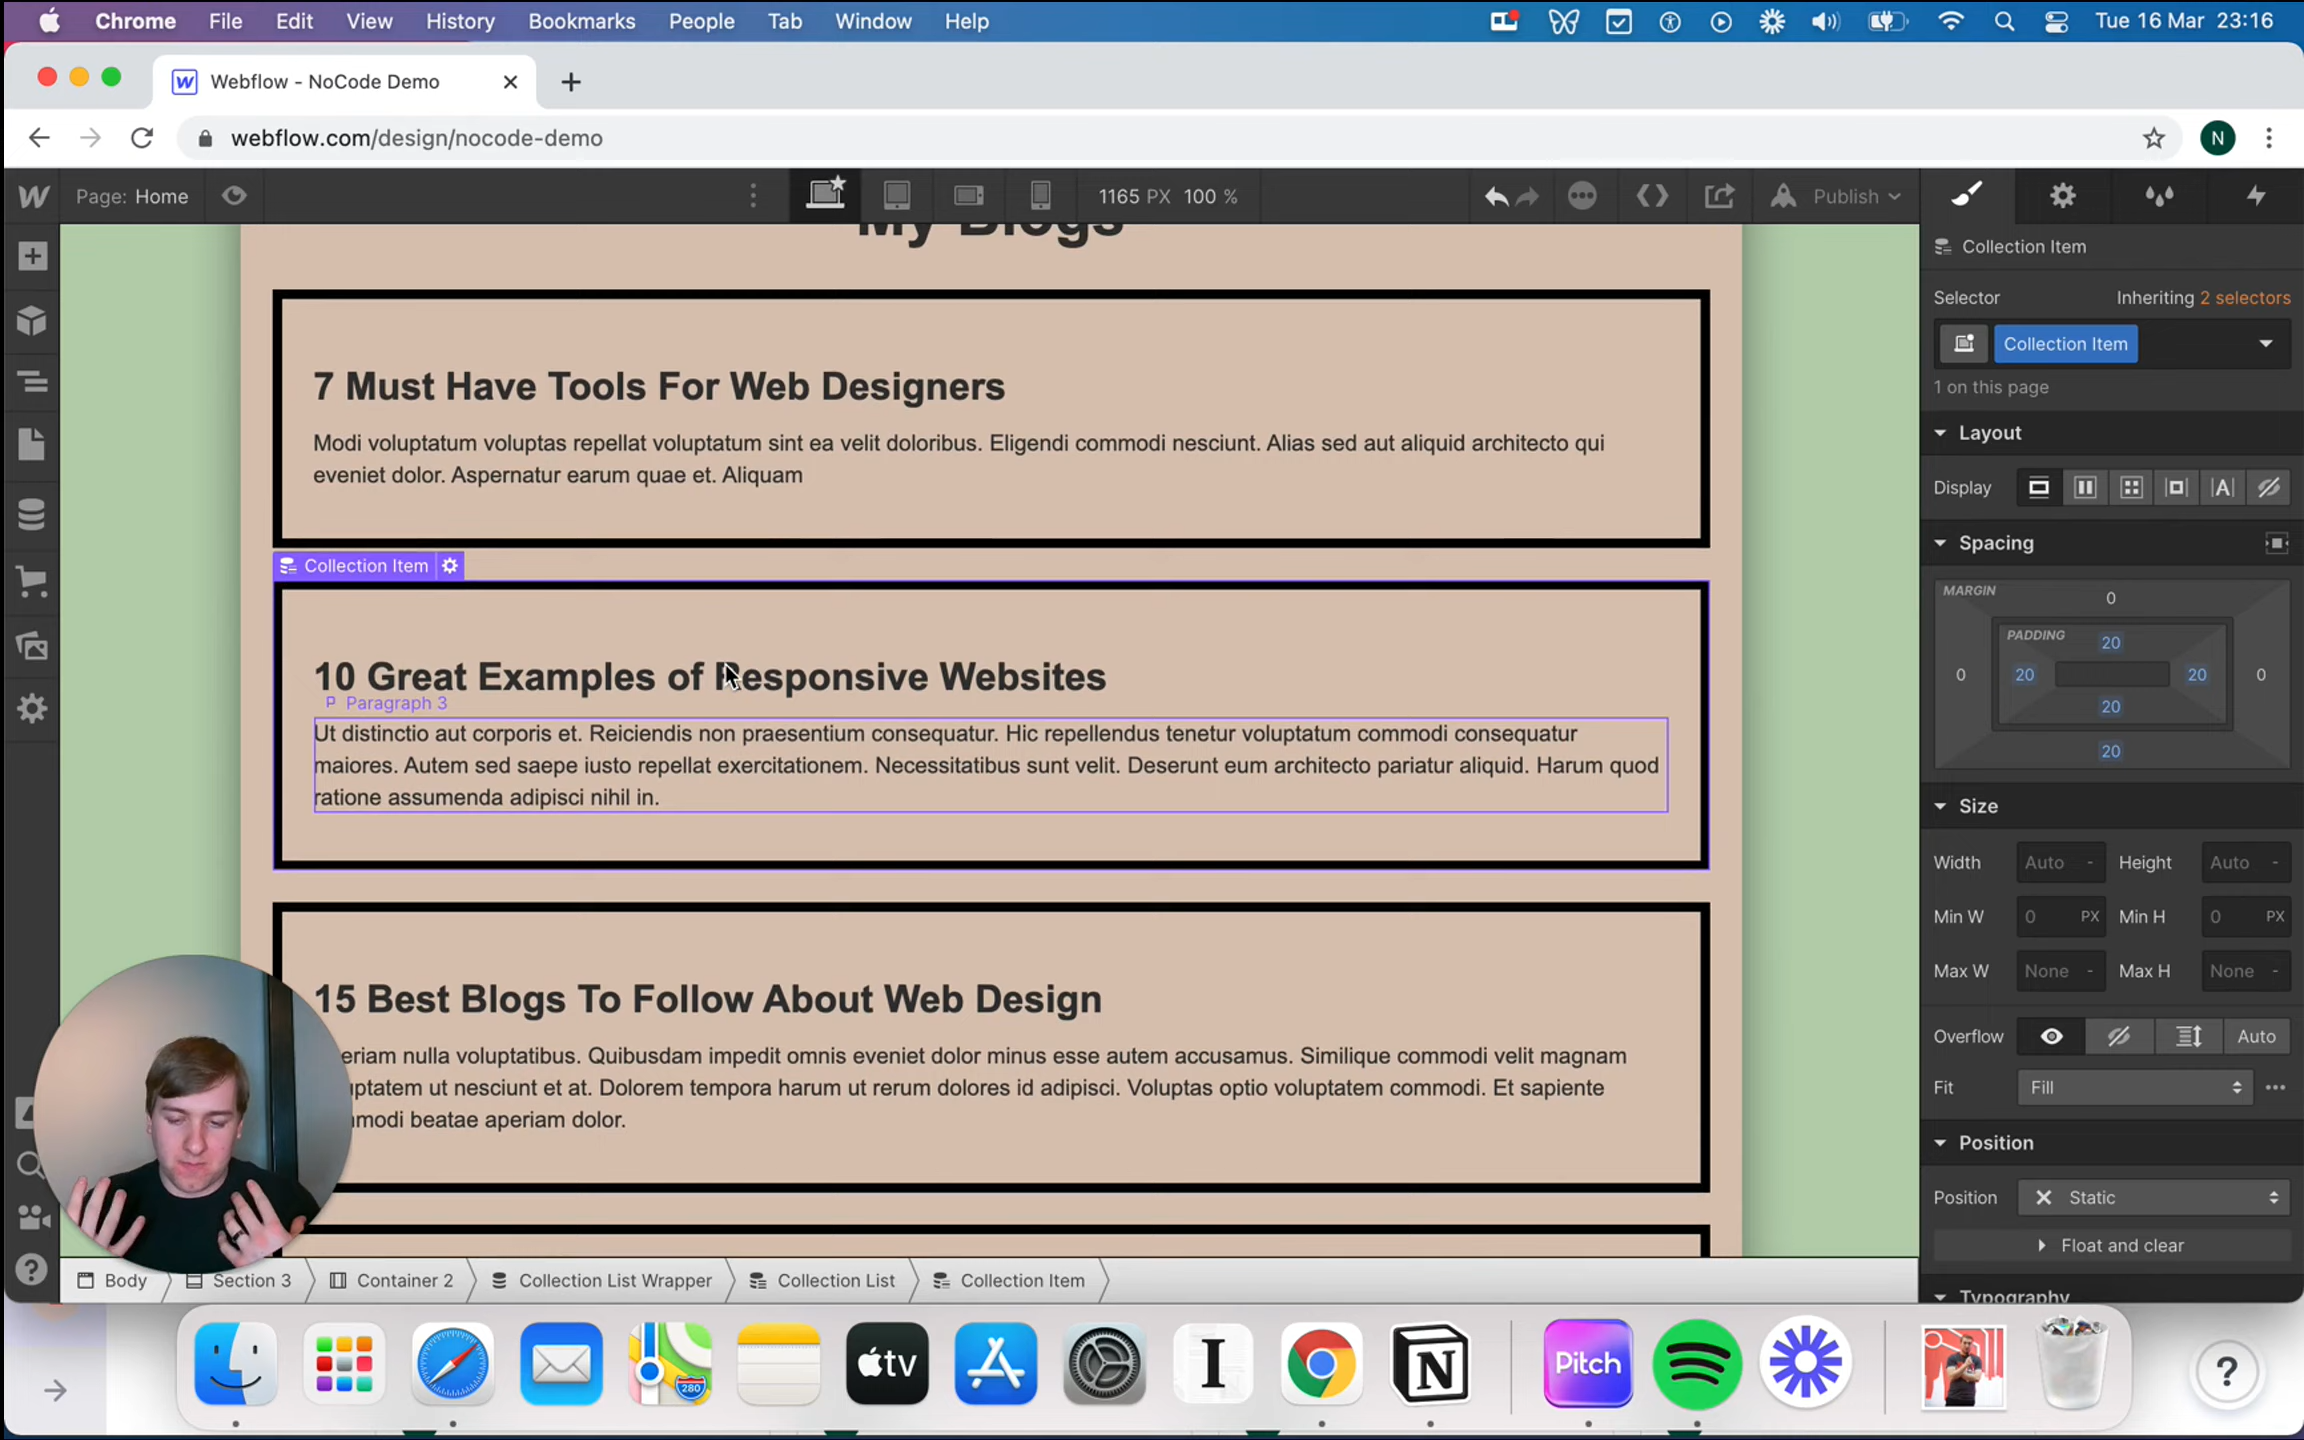 Chrome File Edit View History Bookmarks People Tab Window Help Tue 16 Mar 23:16
W Webflow - NoCode Demo
webflow.com/design/nocode-demo N
W Page: Home 1165 PX 100 % Publish
My Blogs
7 Must Have Tools For Web Designers
Modi voluptatum voluptas repellat voluptatum sint ea velit doloribus. Eligendi commodi nesciunt. Alias sed aut aliquid architecto qui
eveniet dolor. Aspernatur earum quae et. Aliquam
Collection Item
10 Great Examples of Responsive Websites
Paragraph 3
Ut distinctio aut corporis et. Reiciendis non praesentium consequatur. Hic repellendus tenetur voluptatum commodi consequatur
maiores. Autem sed saepe iusto repellat exercitationem. Necessitatibus sunt velit. Deserunt eum architecto pariatur aliquid. Harum quod
ratione assumenda adipisci nihil in.
15 Best Blogs To Follow About Web Design
eriam nulla voluptatibus. Quibusdam impedit omnis eveniet dolor minus esse autem accusamus. Similique commodi velit magnam
uptatem ut nesciunt et at. Dolorem tempora harum ut rerum dolores id adipisci. Voluptas optio voluptatem commodi. Et sapiente
modi beatae aperiam dolor.
Body Section 3 Container 2 Collection List Wrapper Collection List Collection Item
Collection Item
Selector Inheriting 2 selectors
Collection Item
1 on this page
Layout
Display
Spacing
MARGIN 0
PADDING 20
0 20 20 0
20
20
Size
Width Auto - Height Auto -
Min W 0 PX Min H 0 PX
Max W None - Max H None -
Overflow Auto
Fit Fill
Position
Position Static
Float and clear
Typography
280 tv I N Pitch ?